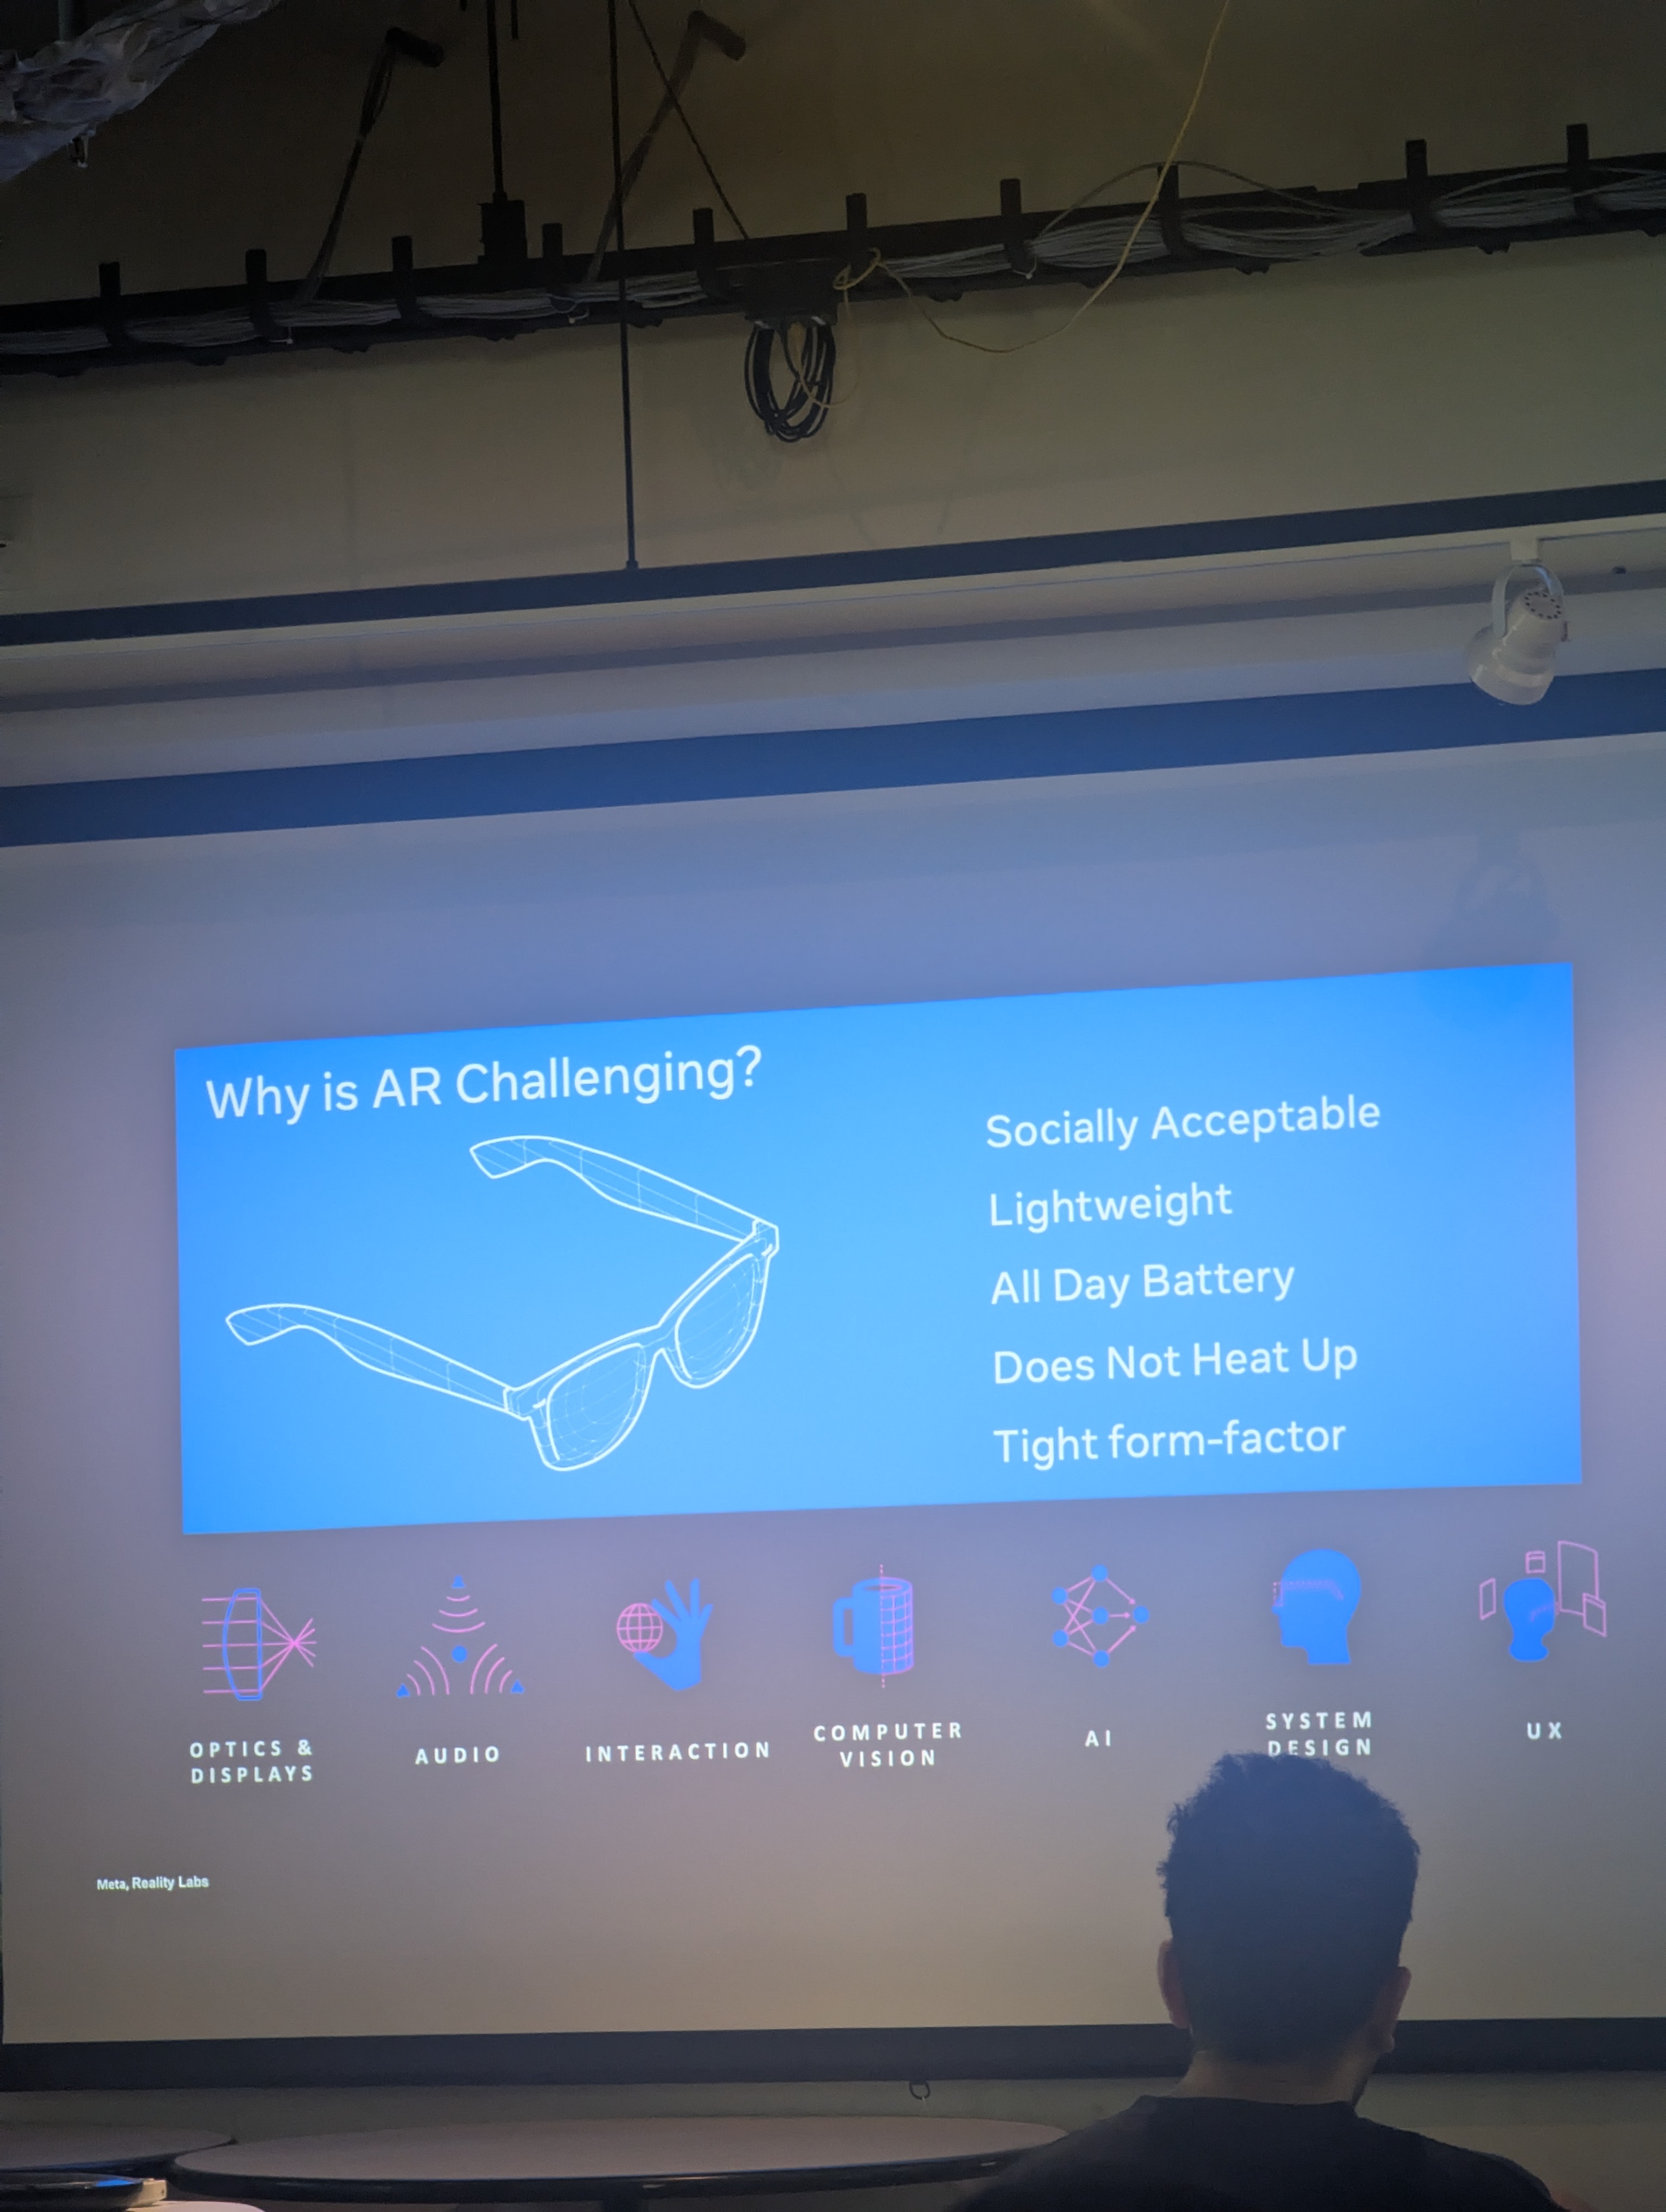 Why is AR Challenging?
Socially Acceptable
Lightweight
All Day Battery
Does Not Heat Up
Tight form-factor
OPTICS &
DISPLAYS
AUDIO
INTERACTION
COMPUTER
VISION
AI
SYSTEM
DESIGN
UX
Meta, Reality Labs